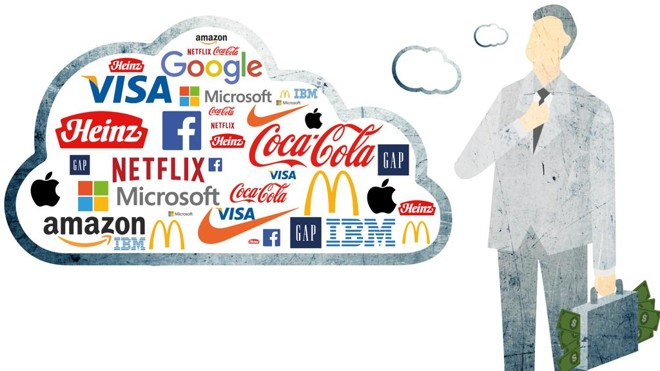 amazon
NETFLIX Coca-Cola
Heinz
Google
VISA
Microsoft
IBM
Microsoft
Coca-Cola
Heinz
NETFLIX
Heinz
Coca-Cola
GAP
GAP
NETFLIX
VISA
Microsoft
Coca-Cola
Heinz
amazon
Microsoft
VISA
IBM
Heinz
GAP
IBM